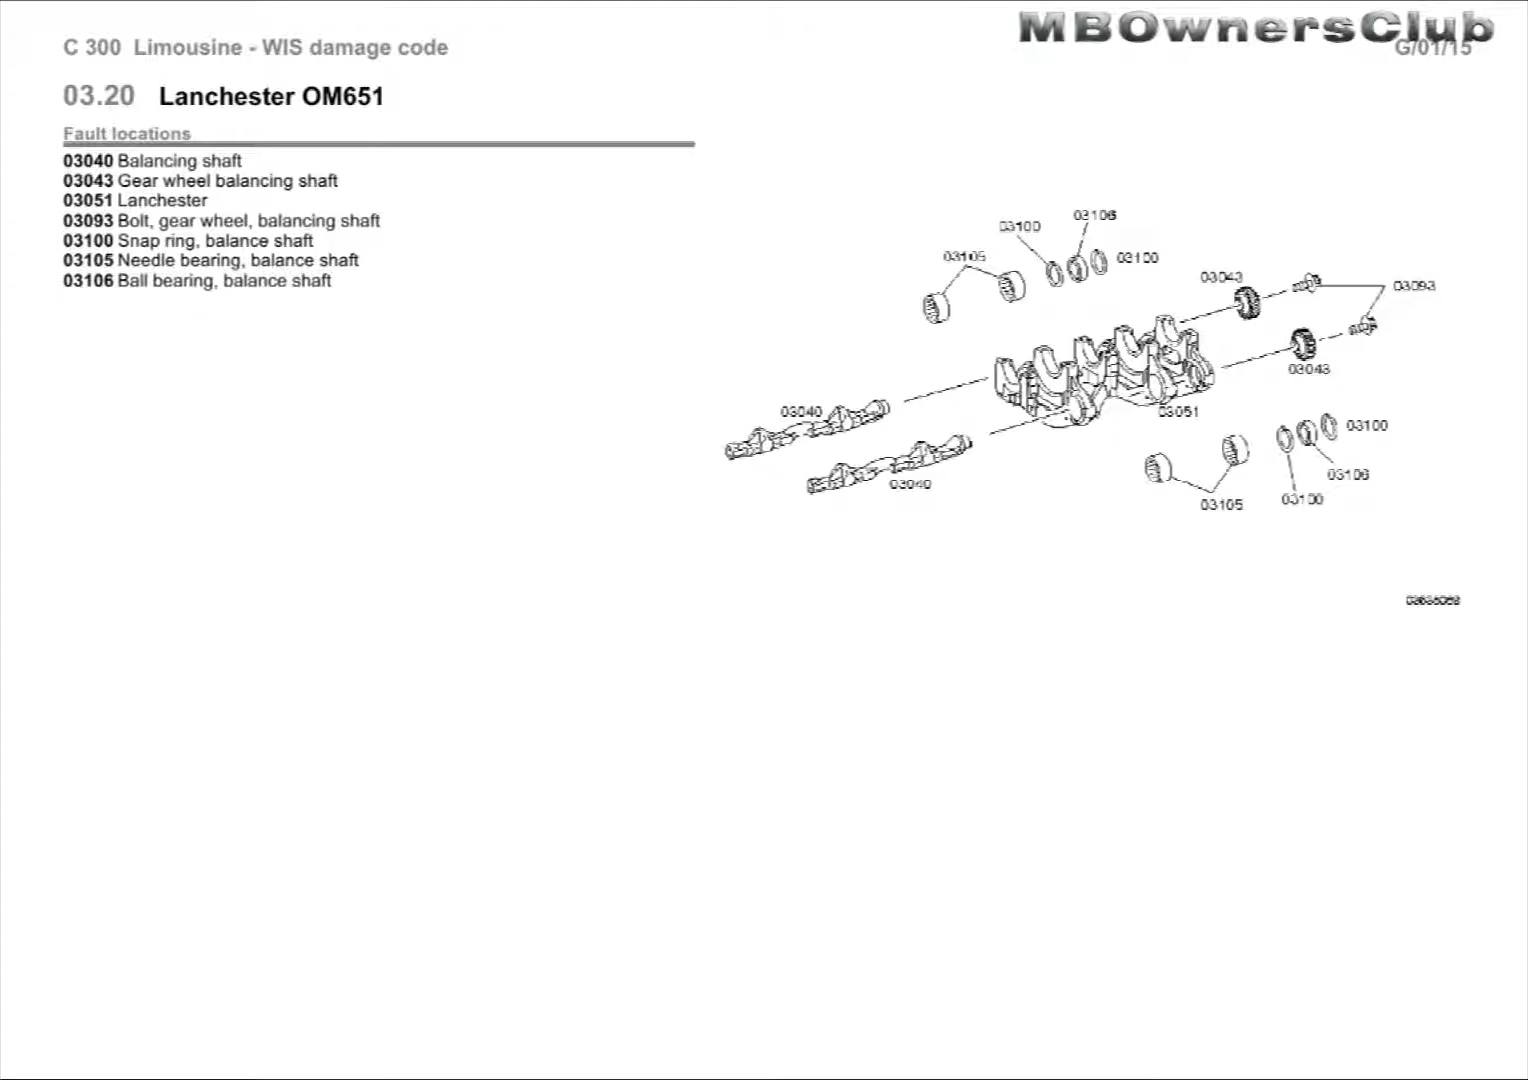 MBOwnersClub
C 300 Limousine - WIS damage code
G/01/15
03.20 Lanchester OM651
Fault locations
03040 Balancing shaft
03043 Gear wheel balancing shaft
03051 Lanchester
03093 Bolt, gear wheel, balancing shaft
03100 Snap ring, balance shaft
03105 Needle bearing, balance shaft
03106 Ball bearing, balance shaft
03106
03100
03105
03100
03043
03093
03043
03040
03051
03100
03106
03040
03100
03105